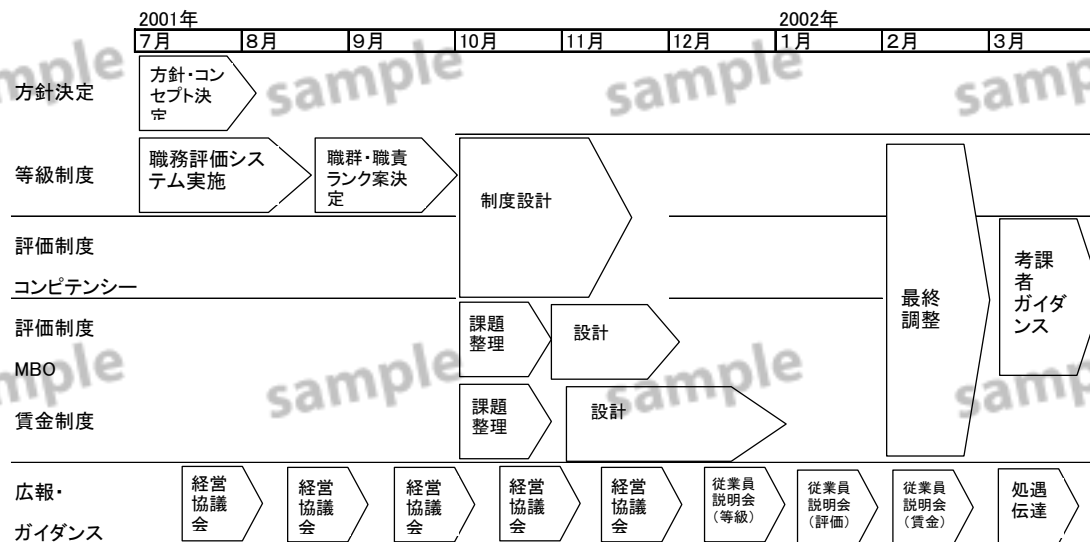 2001年
2002年
7月
8月
9月
10月
11月
12月
1月
2月
3月
方針決定
方針・コン
セプト決
定
等級制度
職務評価シス
テム実施
職群・職責
ランク案決
定
制度設計
評価制度
コンピテンシー
評価制度
MBO
課題
整理
設計
賃金制度
課題
整理
設計
最終
調整
考課
者
ガイダ
ンス
広報・
ガイダンス
経営
協議
会
経営
協議
会
経営
協議
会
経営
協議
会
経営
協議
会
従業員
説明会
（等級）
従業員
説明会
（評価）
従業員
説明会
（賃金）
処遇
伝達
mple
sample
sample
sample
mple
sample
sample
sample